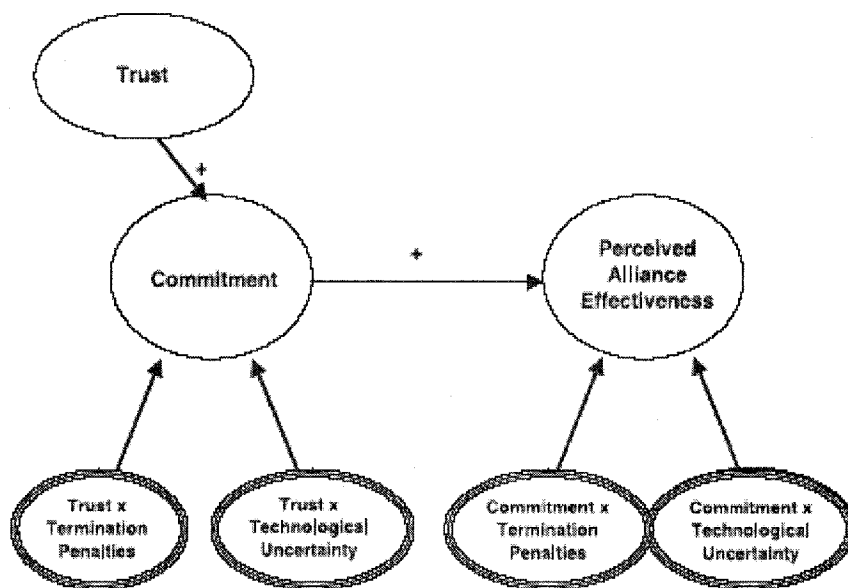 Trust
+
Commitment
+
Perceived
Alliance
Effectiveness
Trust x
Termination
Penalties
Trust x
Technological
Uncertainty
Commitment x
Termination
Penalties
Commitment x
Technological
Uncertainty